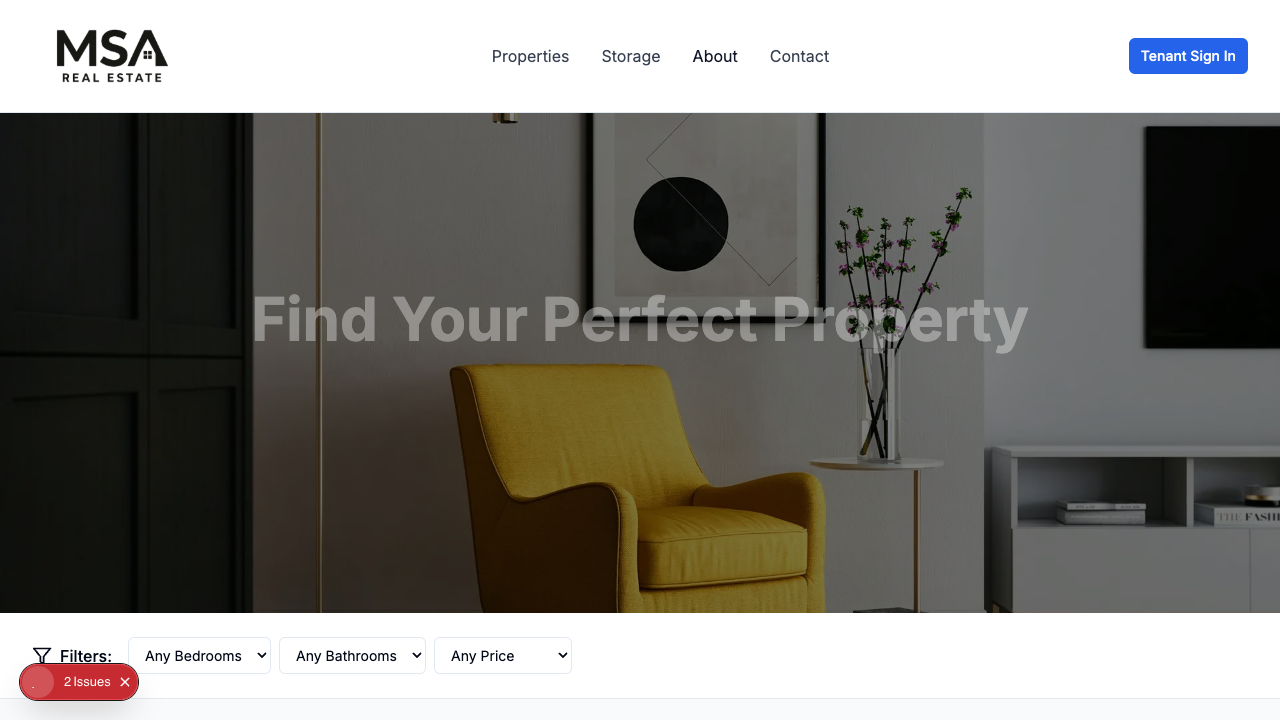 MSA
REAL ESTATE
Properties
Storage
About
Contact
Tenant Sign In
Find Your Perfect Property
THE FASHI
Filters:
Any Bedrooms
Any Bathrooms
Any Price
2 Issues